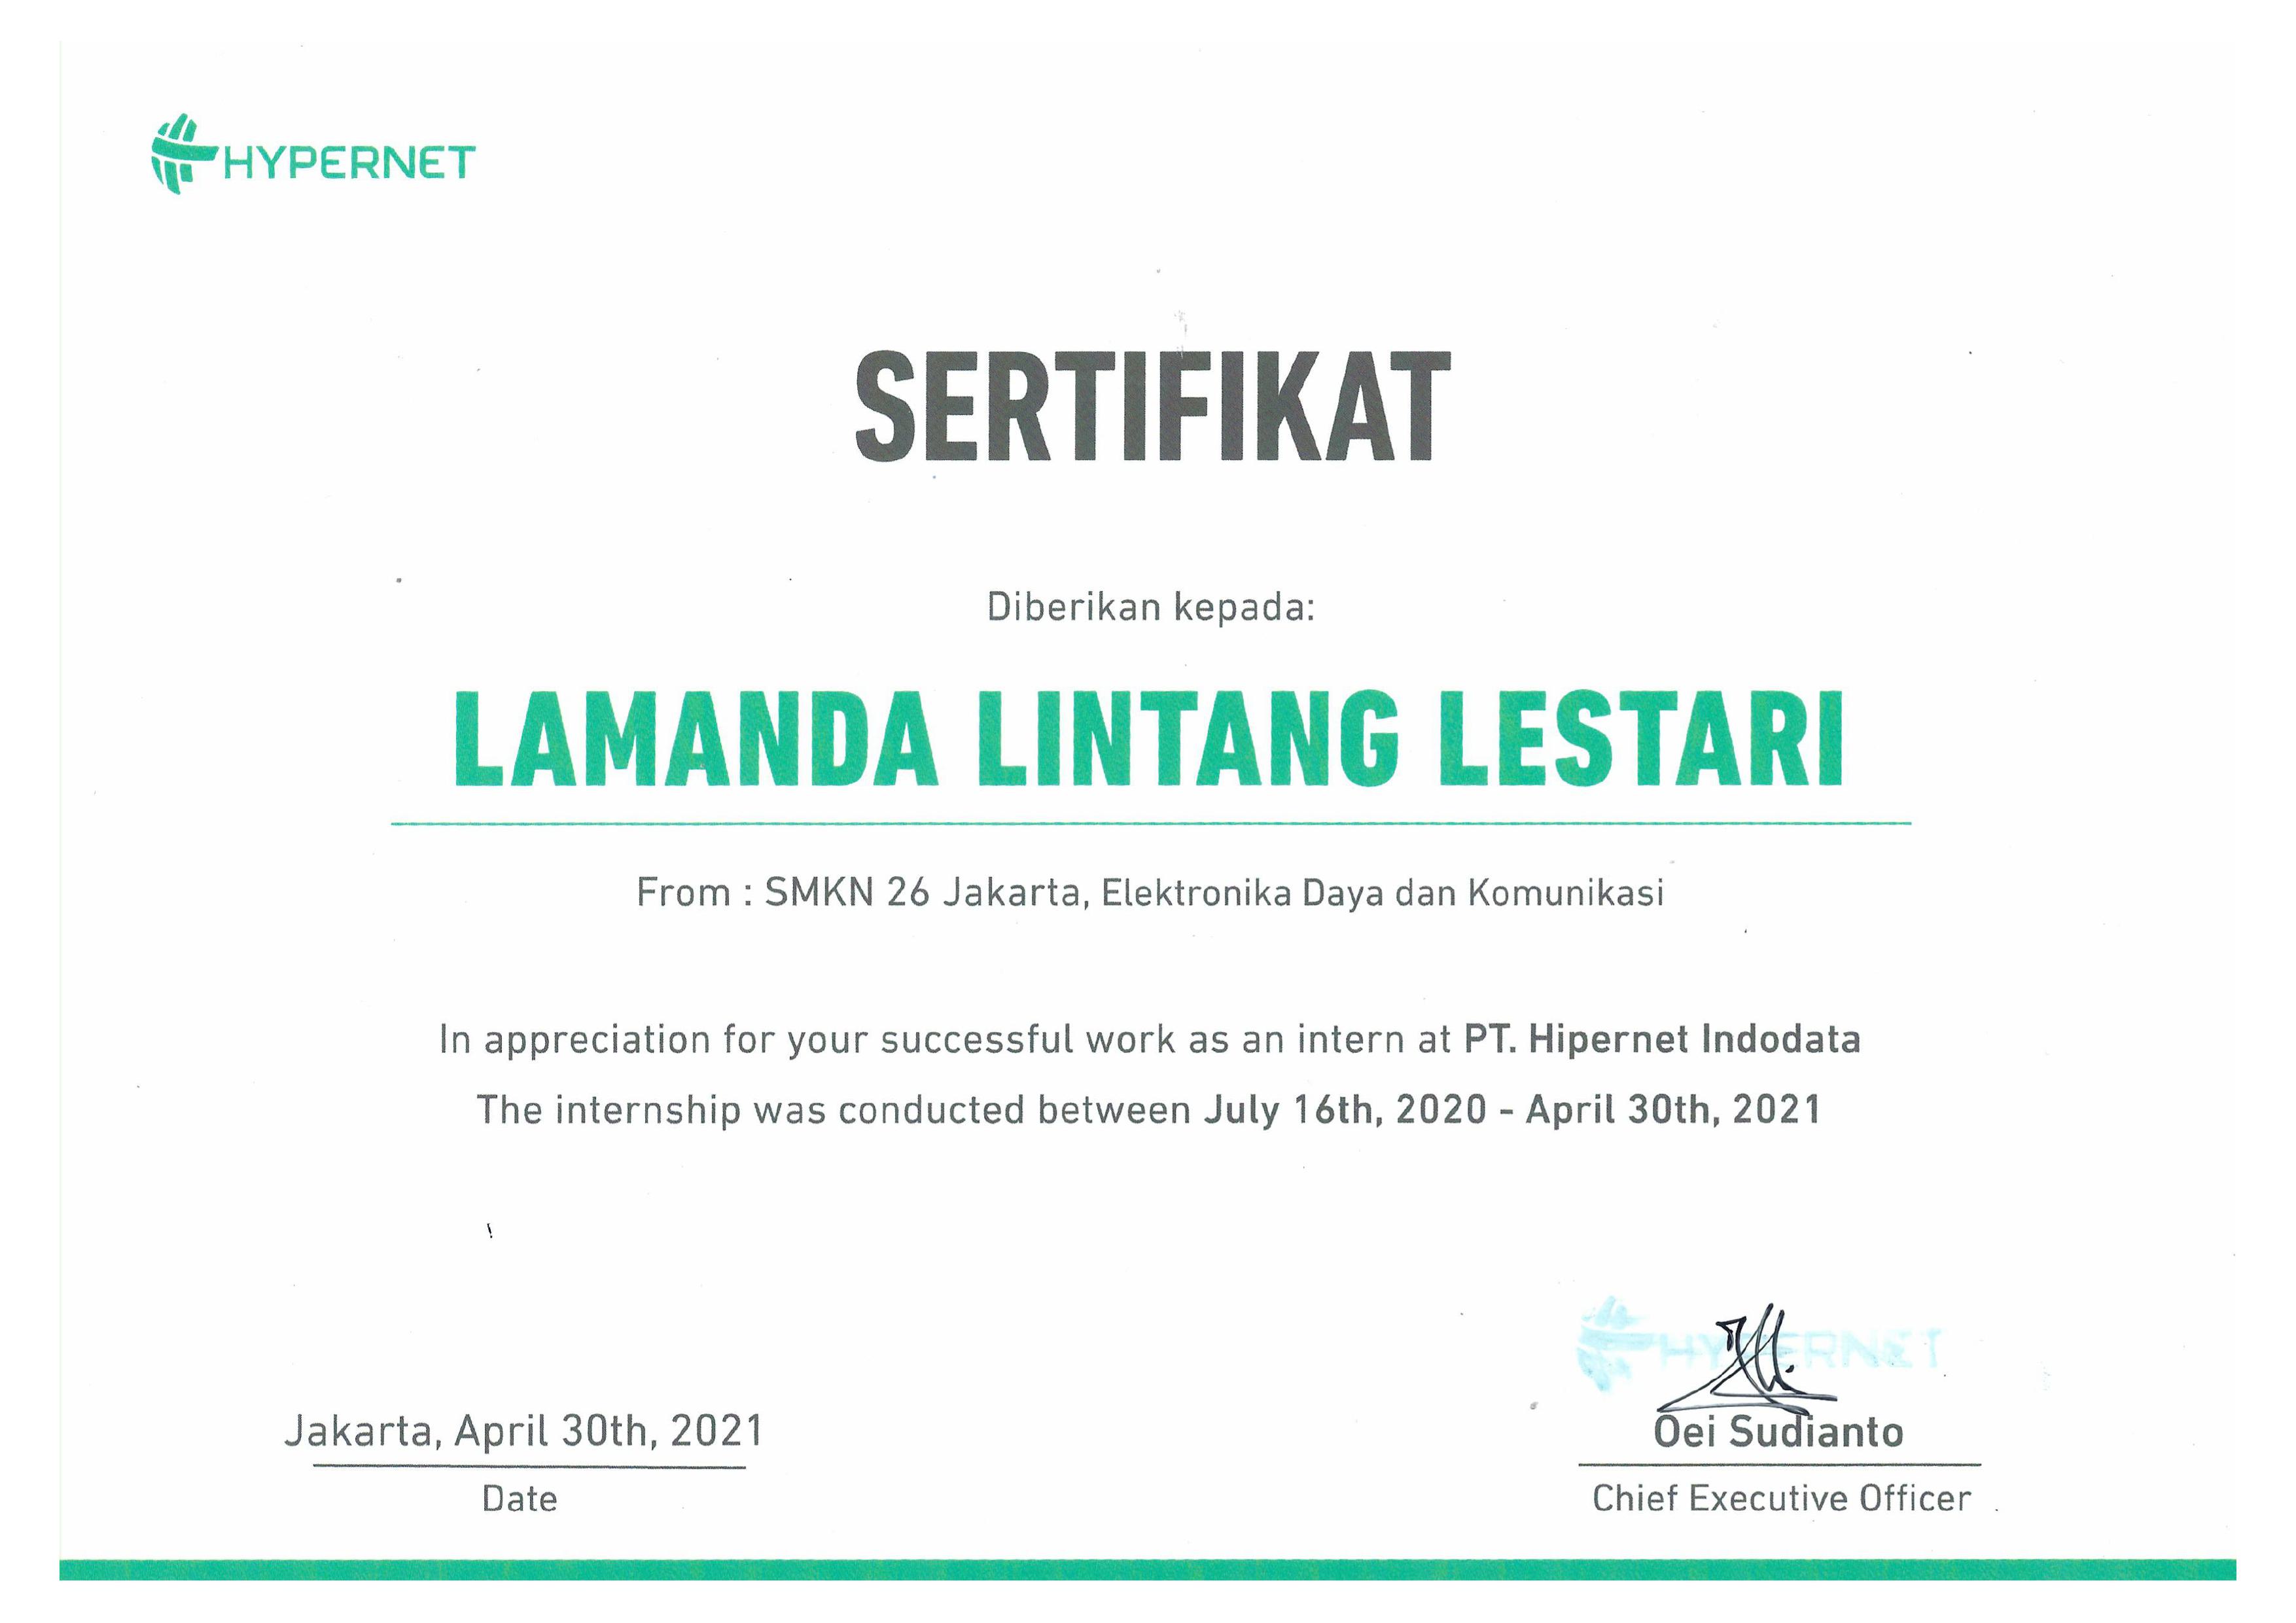 HYPERNET
SERTIFIKAT
Diberikan kepada:
LAMANDA LINTANG LESTARI
From : SMKN 26 Jakarta, Elektronika Daya dan Komunikasi
In appreciation for your successful work as an intern at PT. Hipernet Indodata
The internship was conducted between July 16th, 2020 - April 30th, 2021
HYPERNET
Jakarta, April 30th, 2021
Oei Sudianto
Date
Chief Executive Officer